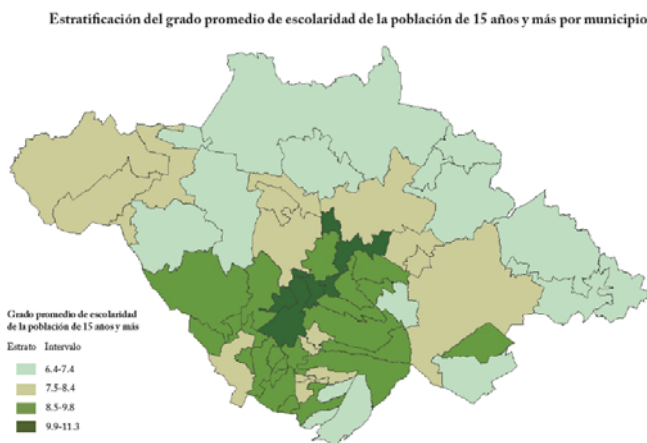 Estratificación del grado promedio de escolaridad de la población de 15 años y más por municipio
Grado promedio de escolaridad
de la población de 15 años y más
Estrato Intervalo
6.4-7.4
7.5-8.4
8.5-9.8
9.9-11.3